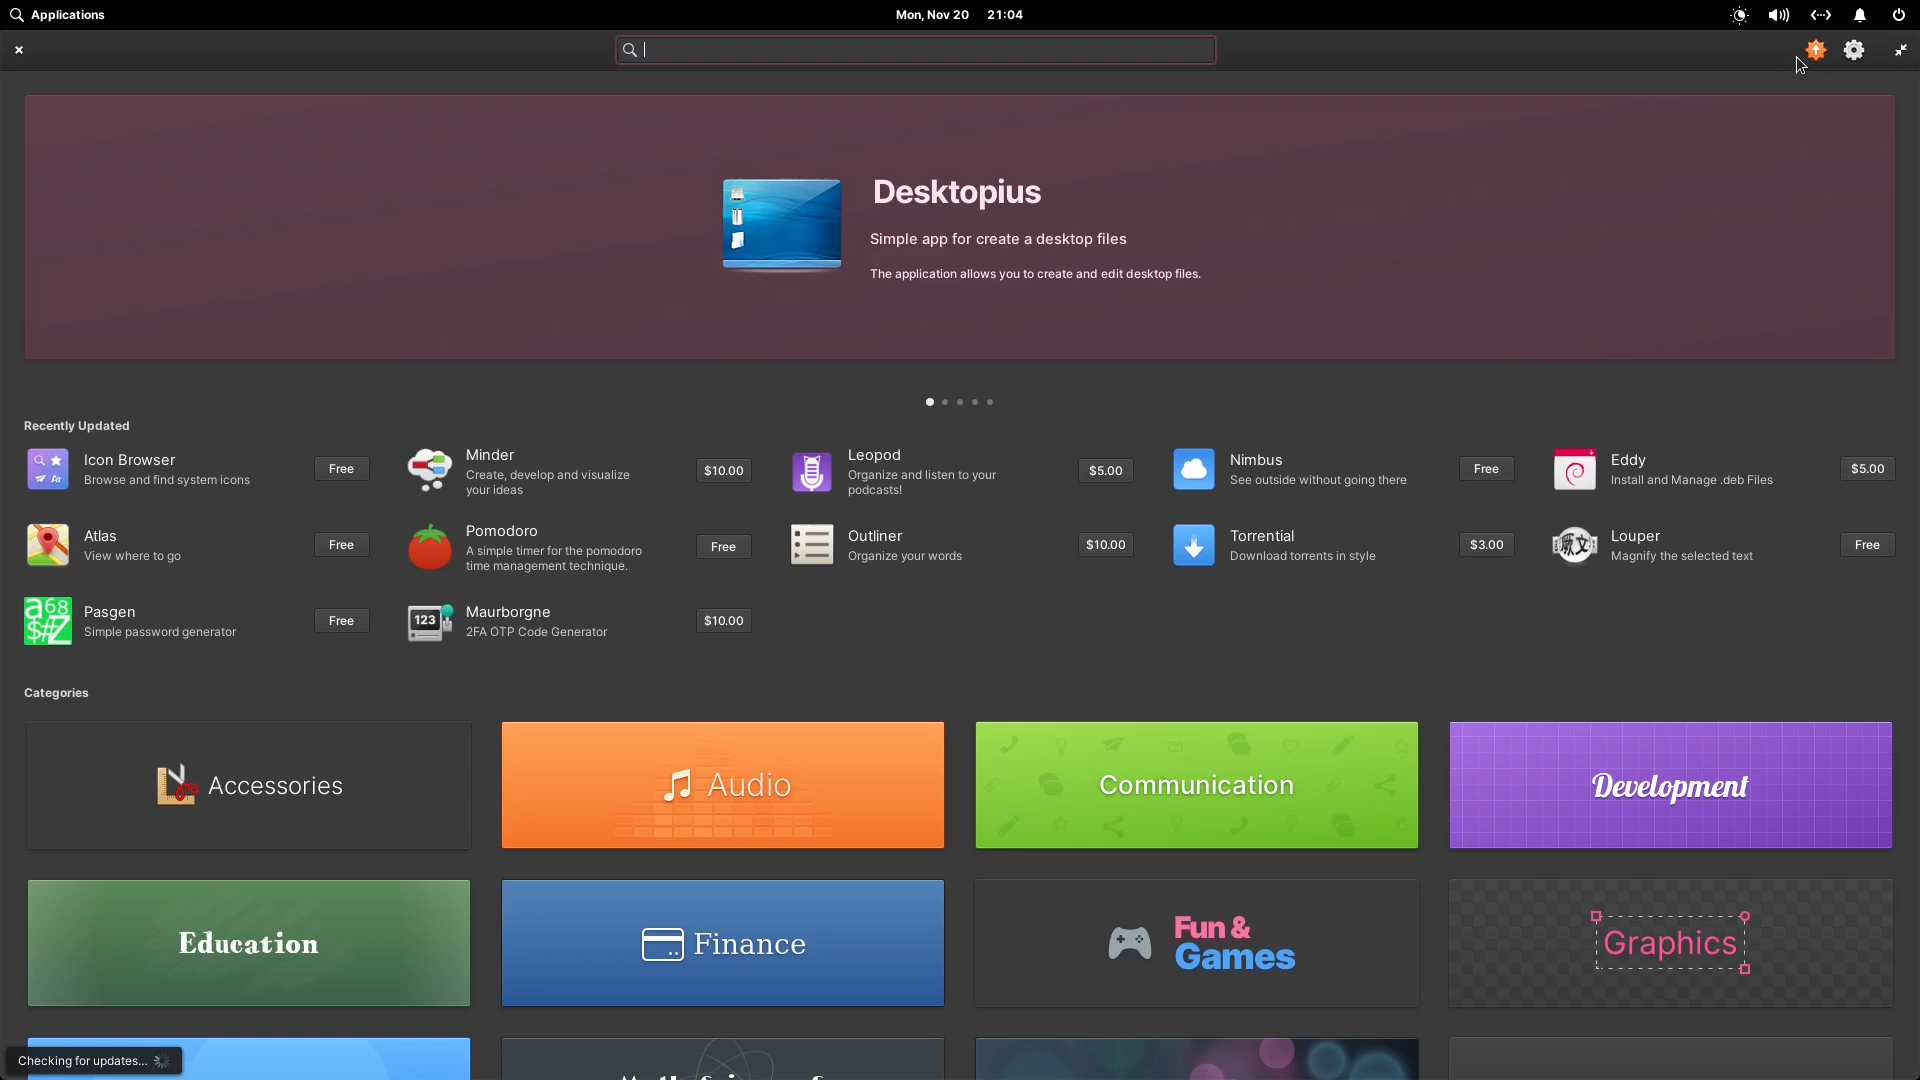 Applications
Mon, Nov 20 21:04
Desktopius
Simple app for create a desktop files
The application allows you to create and edit desktop files.
Recently Updated
Icon Browser
Browse and find system icons
Free
Minder
Create, develop and visualize
your ideas
$10.00
Leopod
Organize and listen to your
podcasts!
$5.00
Nimbus
See outside without going there
Free
Eddy
Install and Manage .deb Files
$5.00
Atlas
View where to go
Free
Pomodoro
A simple timer for the pomodoro
time management technique.
Free
Outliner
Organize your words
$10.00
Torrential
Download torrents in style
$3.00
Louper
Magnify the selected text
Free
a68
$#Z
Pasgen
Simple password generator
Free
123
Maurborgne
2FA OTP Code Generator
$10.00
Categories
Accessories
Audio
Communication
Development
Education
Finance
Fun &
Games
Graphics
Checking for updates...